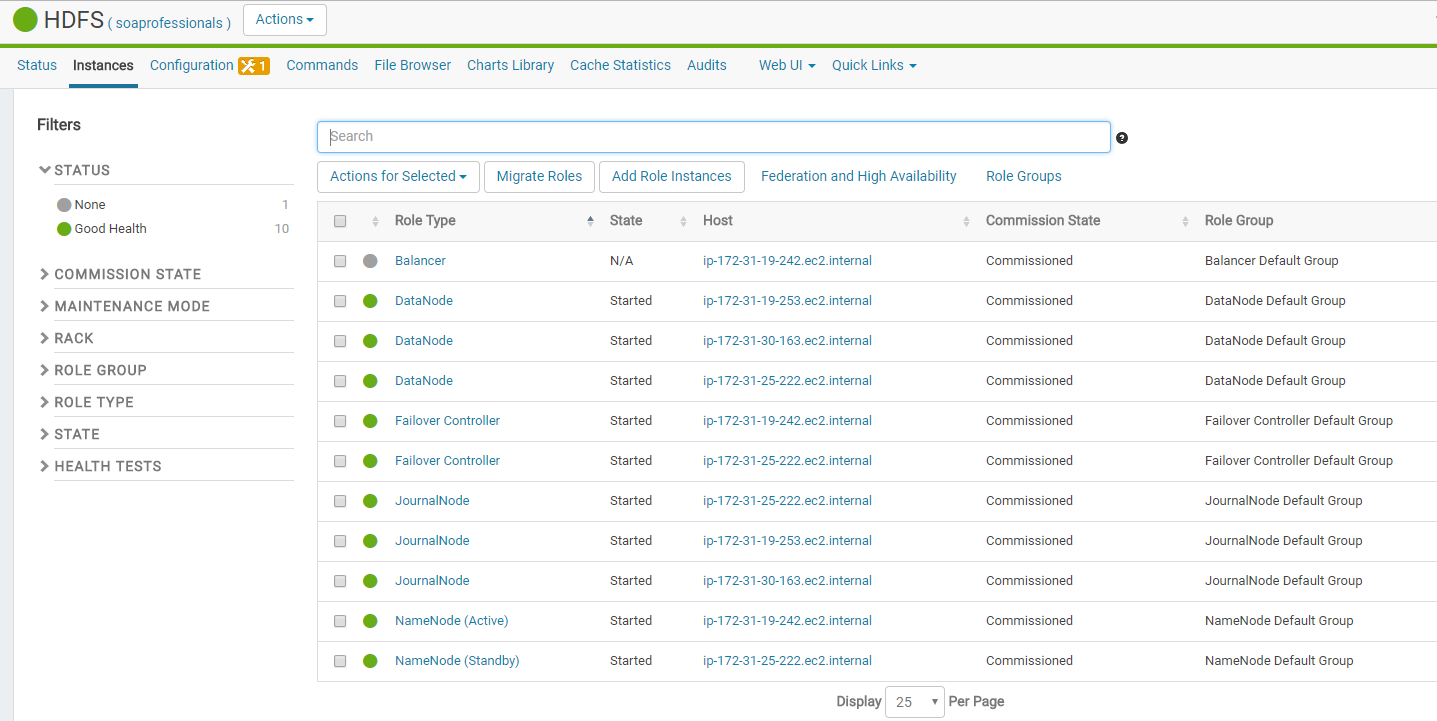 HDFS ( soaprofessionals ) Actions
Status Instances Configuration 1 Commands File Browser Charts Library Cache Statistics Audits Web UI Quick Links
Filters
STATUS
None 1
Good Health 10
COMMISSION STATE
MAINTENANCE MODE
RACK
ROLE GROUP
ROLE TYPE
STATE
HEALTH TESTS
Search ?
Actions for Selected Migrate Roles Add Role Instances Federation and High Availability Role Groups
Role Type State Host Commission State Role Group
Balancer N/A ip-172-31-19-242.ec2.internal Commissioned Balancer Default Group
DataNode Started ip-172-31-19-253.ec2.internal Commissioned DataNode Default Group
DataNode Started ip-172-31-30-163.ec2.internal Commissioned DataNode Default Group
DataNode Started ip-172-31-25-222.ec2.internal Commissioned DataNode Default Group
Failover Controller Started ip-172-31-19-242.ec2.internal Commissioned Failover Controller Default Group
Failover Controller Started ip-172-31-25-222.ec2.internal Commissioned Failover Controller Default Group
JournalNode Started ip-172-31-25-222.ec2.internal Commissioned JournalNode Default Group
JournalNode Started ip-172-31-19-253.ec2.internal Commissioned JournalNode Default Group
JournalNode Started ip-172-31-30-163.ec2.internal Commissioned JournalNode Default Group
NameNode (Active) Started ip-172-31-19-242.ec2.internal Commissioned NameNode Default Group
NameNode (Standby) Started ip-172-31-25-222.ec2.internal Commissioned NameNode Default Group
Display 25 Per Page